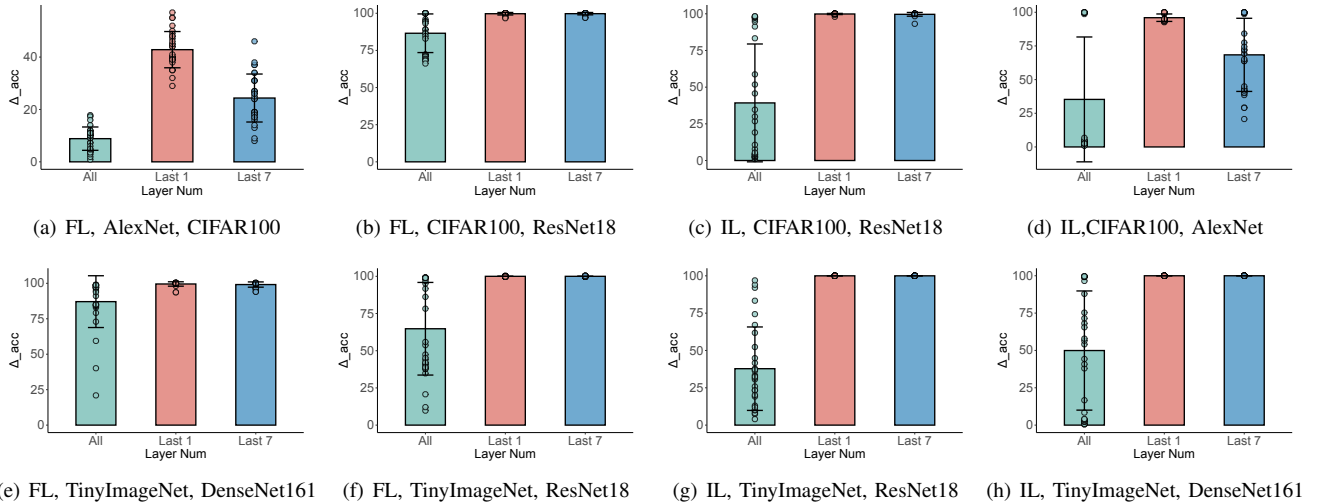 Δ_acc
40
20
0
All
Last 1
Last 7
Layer Num
(a) FL, AlexNet, CIFAR100
Δ_acc
100
75
50
25
0
All
Last 1
Last 7
Layer Num
(b) FL, CIFAR100, ResNet18
Δ_acc
100
75
50
25
0
All
Last 1
Last 7
Layer Num
(c) IL, CIFAR100, ResNet18
Δ_acc
100
75
50
25
0
All
Last 1
Last 7
Layer Num
(d) IL,CIFAR100, AlexNet
Δ_acc
100
75
50
25
0
All
Last 1
Last 7
Layer Num
(e) FL, TinyImageNet, DenseNet161
Δ_acc
100
75
50
25
0
All
Last 1
Last 7
Layer Num
(f) FL, TinyImageNet, ResNet18
Δ_acc
100
75
50
25
0
All
Last 1
Last 7
Layer Num
(g) IL, TinyImageNet, ResNet18
Δ_acc
100
75
50
25
0
All
Last 1
Last 7
Layer Num
(h) IL, TinyImageNet, DenseNet161